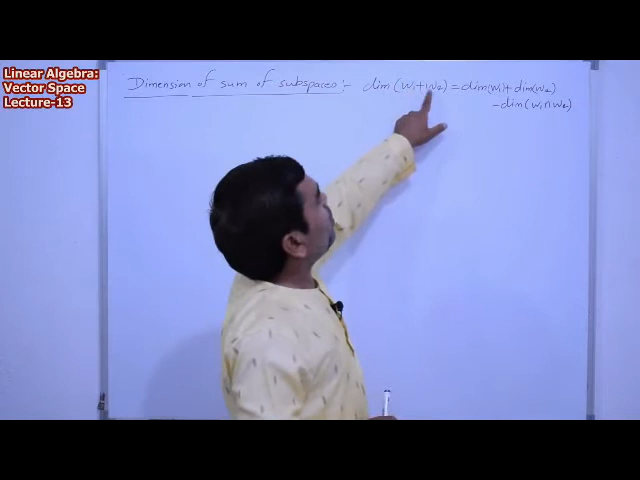 Linear Algebra:
Vector Space
Lecture-13
Dimension of sum of subspaces :- dim (W₁+W₂) = dim(W₁) + dim(W₂)
- dim (W₁∩W₂)